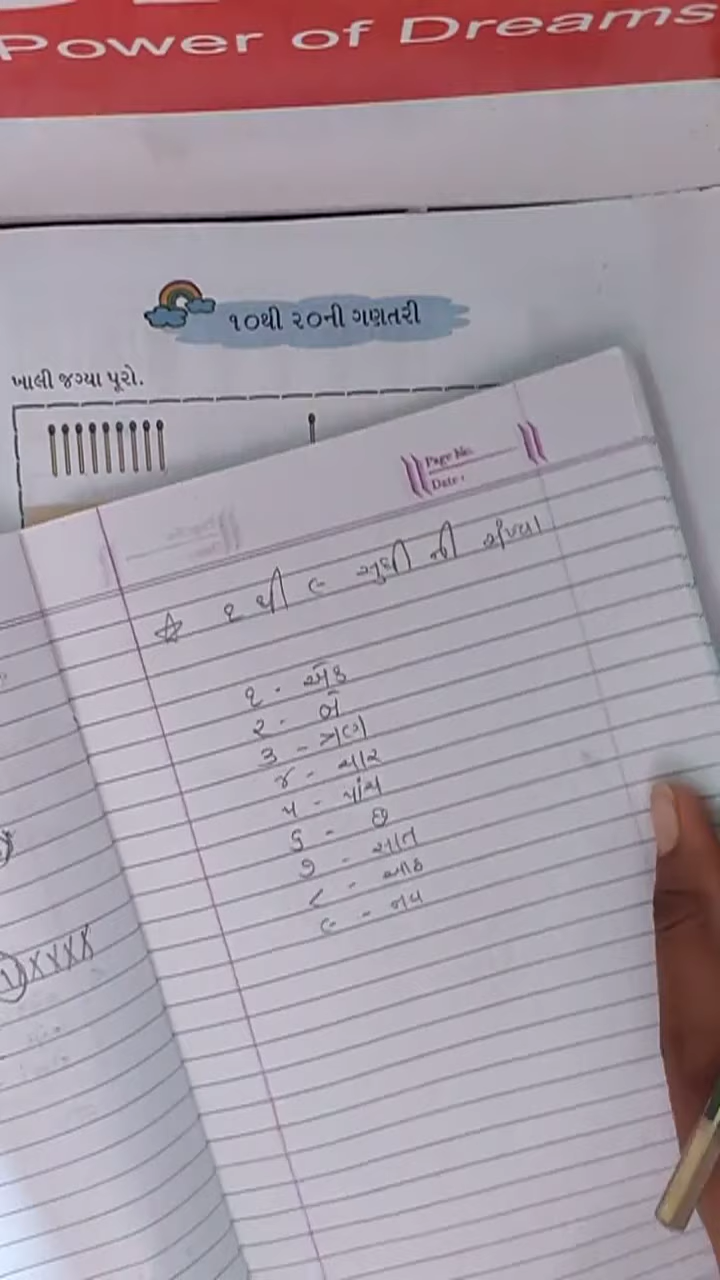 Power of Dreams
૧૦થી ૨૦ની ગણતરી
ખાલી જગ્યા પૂરો.
Page No.
Date:
☆ ૧ થી ૯ સુધી ની સંખ્યા
૧ - એક
૨ - બે
૩ - ત્રણ
૪ - ચાર
૫ - પાંચ
૬ - છ
૭ - સાત
૮ - આઠ
૯ - નવ
XXXX